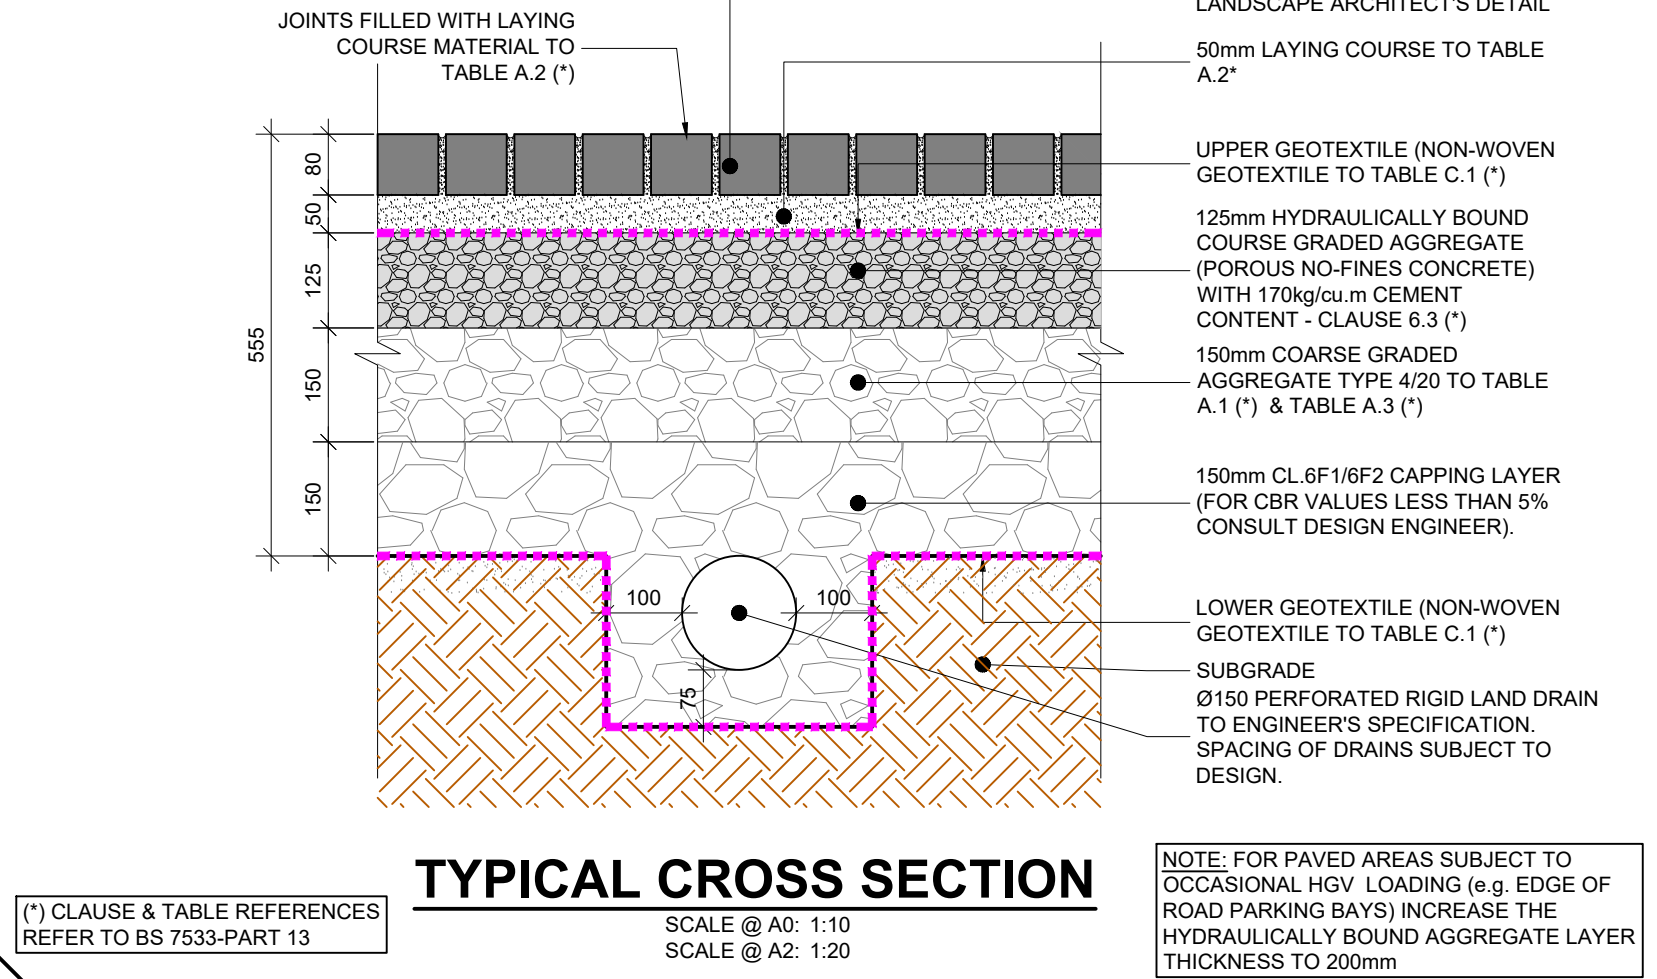 JOINTS FILLED WITH LAYING
COURSE MATERIAL TO
TABLE A.2 (*)
LANDSCAPE ARCHITECT'S DETAIL
50mm LAYING COURSE TO TABLE
A.2*
UPPER GEOTEXTILE (NON-WOVEN
GEOTEXTILE TO TABLE C.1 (*)
125mm HYDRAULICALLY BOUND
COURSE GRADED AGGREGATE
(POROUS NO-FINES CONCRETE)
WITH 170kg/cu.m CEMENT
CONTENT - CLAUSE 6.3 (*)
150mm COARSE GRADED
AGGREGATE TYPE 4/20 TO TABLE
A.1 (*) & TABLE A.3 (*)
150mm CL.6F1/6F2 CAPPING LAYER
(FOR CBR VALUES LESS THAN 5%
CONSULT DESIGN ENGINEER).
LOWER GEOTEXTILE (NON-WOVEN
GEOTEXTILE TO TABLE C.1 (*)
SUBGRADE
Ø150 PERFORATED RIGID LAND DRAIN
TO ENGINEER'S SPECIFICATION.
SPACING OF DRAINS SUBJECT TO
DESIGN.
80
50
125
555
150
150
100
100
75
TYPICAL CROSS SECTION
SCALE @ A0: 1:10
SCALE @ A2: 1:20
(*) CLAUSE & TABLE REFERENCES
REFER TO BS 7533-PART 13
NOTE: FOR PAVED AREAS SUBJECT TO
OCCASIONAL HGV LOADING (e.g. EDGE OF
ROAD PARKING BAYS) INCREASE THE
HYDRAULICALLY BOUND AGGREGATE LAYER
THICKNESS TO 200mm